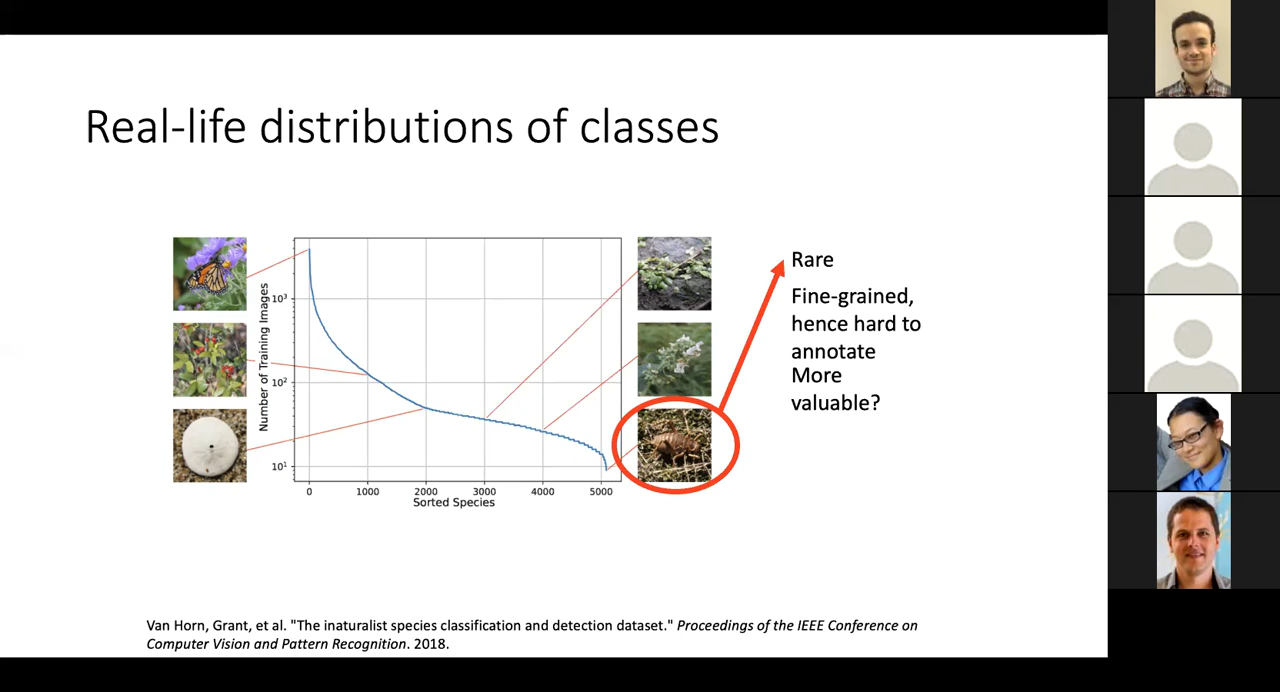 Real-life distributions of classes
Number of Training Images
10³
10²
10¹
0 1000 2000 3000 4000 5000
Sorted Species
Rare
Fine-grained,
hence hard to
annotate
More
valuable?
Van Horn, Grant, et al. "The inaturalist species classification and detection dataset." Proceedings of the IEEE Conference on
Computer Vision and Pattern Recognition. 2018.